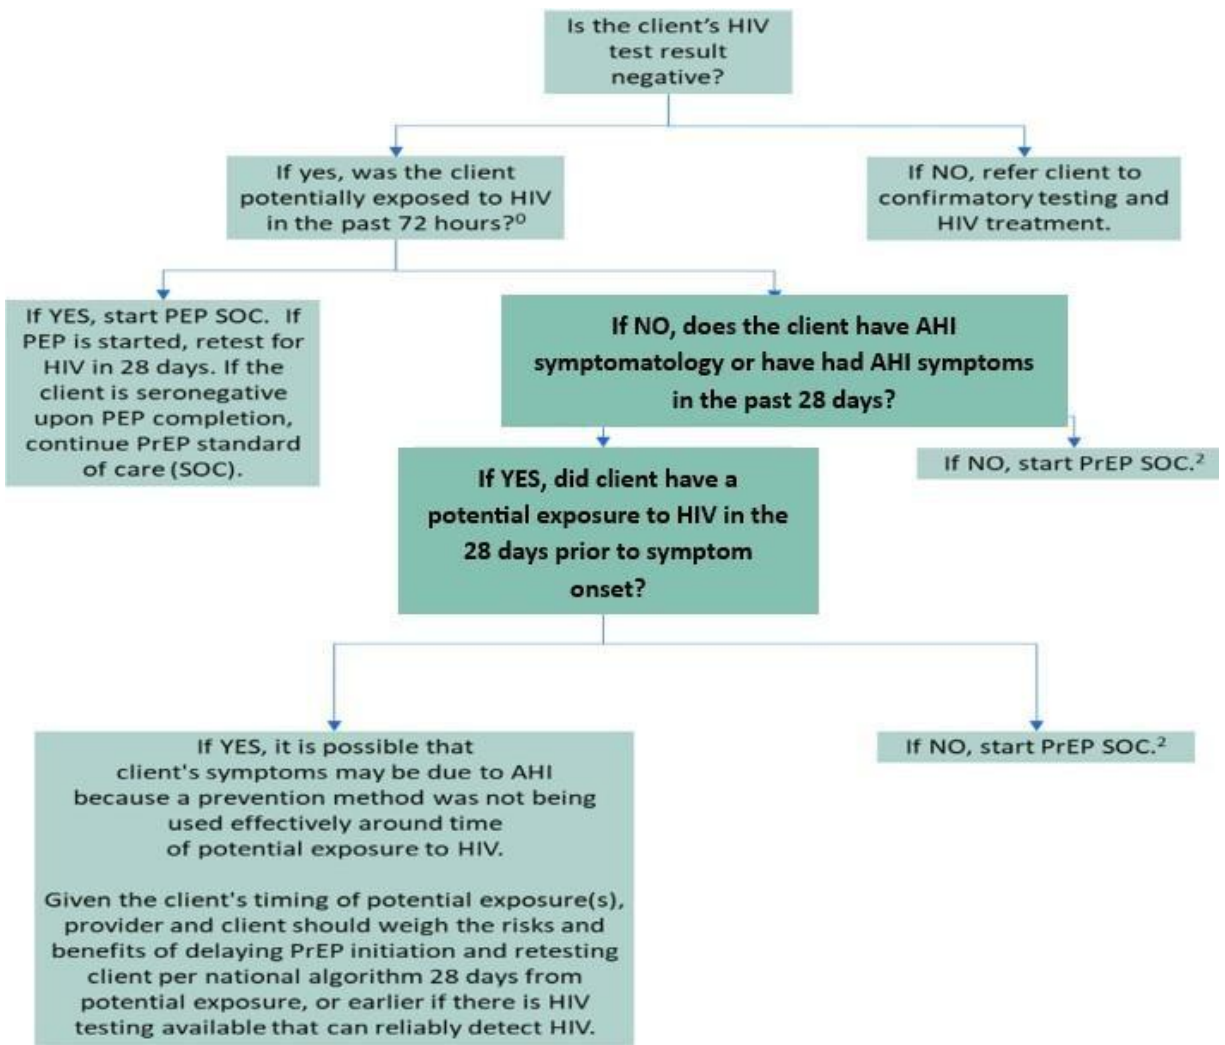 Is the client’s HIV
test result
negative?
If yes, was the client
potentially exposed to HIV
in the past 72 hours?⁰
If NO, refer client to
confirmatory testing and
HIV treatment.
If YES, start PEP SOC. If
PEP is started, retest for
HIV in 28 days. If the
client is seronegative
upon PEP completion,
continue PrEP standard
of care (SOC).
If NO, does the client have AHI
symptomatology or have had AHI symptoms
in the past 28 days?
If YES, did client have a
potential exposure to HIV in the
28 days prior to symptom
onset?
If NO, start PrEP SOC.²
If YES, it is possible that
client's symptoms may be due to AHI
because a prevention method was not being
used effectively around time
of potential exposure to HIV.
Given the client's timing of potential exposure(s),
provider and client should weigh the risks and
benefits of delaying PrEP initiation and retesting
client per national algorithm 28 days from
potential exposure, or earlier if there is HIV
testing available that can reliably detect HIV.
If NO, start PrEP SOC.²